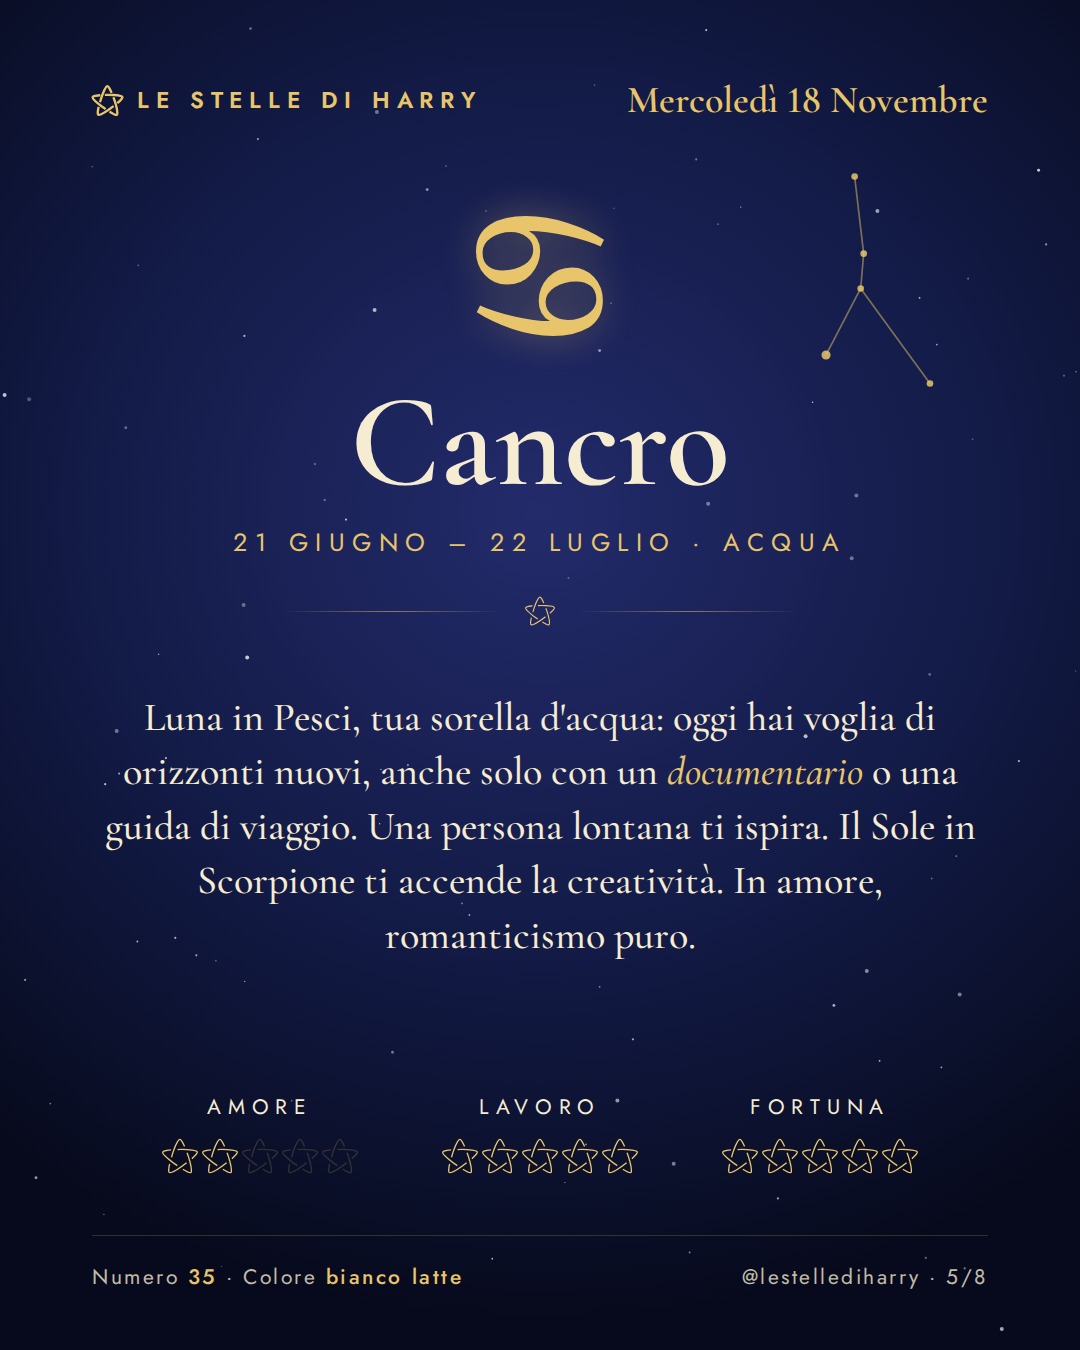 LE STELLE DI HARRY
Mercoledì 18 Novembre
Cancro
21 GIUGNO – 22 LUGLIO · ACQUA
Luna in Pesci, tua sorella d'acqua: oggi hai voglia di
orizzonti nuovi, anche solo con un documentario o una
guida di viaggio. Una persona lontana ti ispira. Il Sole in
Scorpione ti accende la creatività. In amore,
romanticismo puro.
AMORE
LAVORO
FORTUNA
Numero 35 · Colore bianco latte
@lestellediharry · 5/8